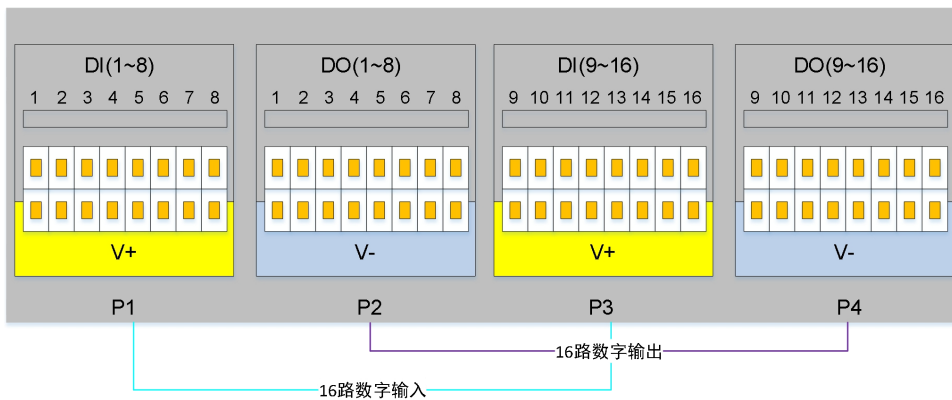 DI(1~8) DO(1~8) DI(9~16) DO(9~16)
1 2 3 4 5 6 7 8 1 2 3 4 5 6 7 8 9 10 11 12 13 14 15 16 9 10 11 12 13 14 15 16
V+ V- V+ V-
P1 P2 P3 P4
16路数字输出
16路数字输入